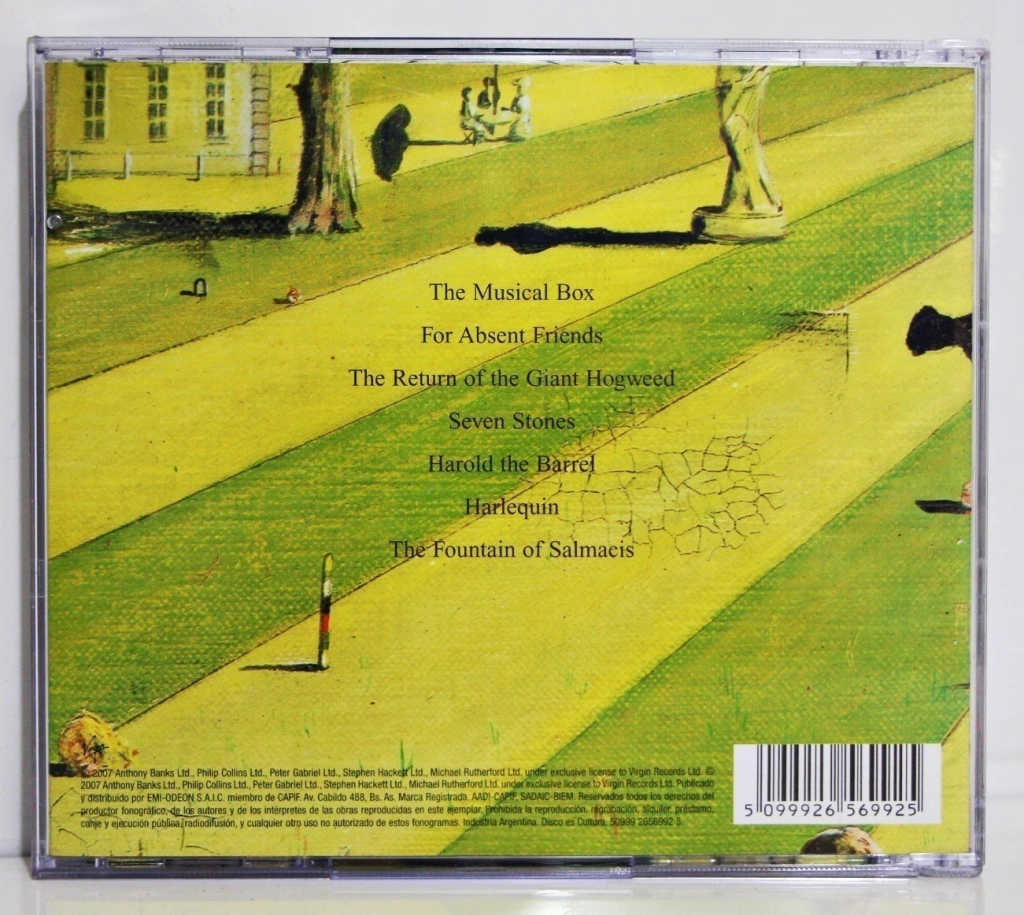 The Musical Box
For Absent Friends
The Return of the Giant Hogweed
Seven Stones
Harold the Barrel
Harlequin
The Fountain of Salmacis
℗ 2007 Anthony Banks Ltd., Philip Collins Ltd., Peter Gabriel Ltd., Stephen Hackett Ltd., Michael Rutherford Ltd. under exclusive license to Virgin Records Ltd. ©
2007 Anthony Banks Ltd., Philip Collins Ltd., Peter Gabriel Ltd., Stephen Hackett Ltd., Michael Rutherford Ltd. under exclusive license to Virgin Records Ltd. Publicado
y distribuido por EMI-ODEON S.A.I.C. miembro de CAPIF. Av. Cabildo 488, Bs. As. Marca Registrada. AADI-CAPIF, SADAIC-BIEM. Reservados todos los derechos del
productor fonográfico, de los autores y de los intérpretes de las obras reproducidas en este ejemplar. Prohibida la reproducción, regrabación, alquiler, préstamo,
canje y ejecución pública, radiodifusión, y cualquier otro uso no autorizado de estos fonogramas. Industria Argentina. Disco es Cultura. 50999 2656992 5.
5 099926 569925